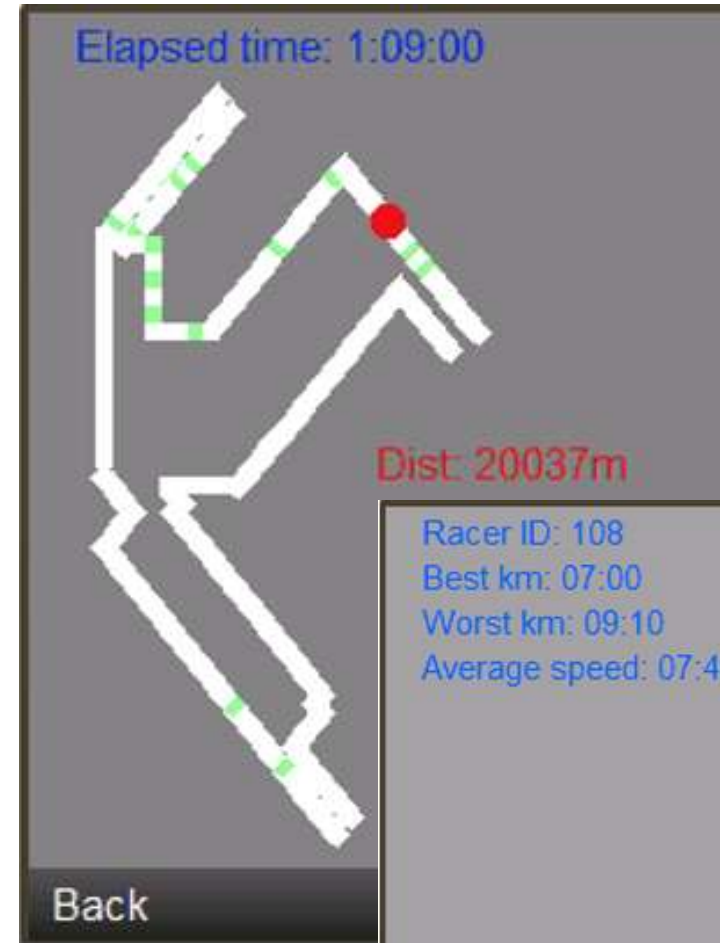 Elapsed time: 1:09:00
Dist: 20037m
Racer ID: 108
Best km: 07:00
Worst km: 09:10
Average speed: 07:4
Back